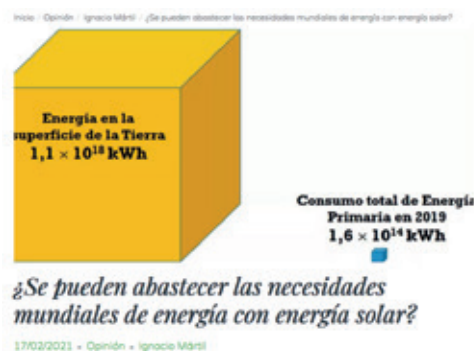 Inicio / Opinión / Ignacio Mártil / ¿Se pueden abastecer las necesidades mundiales de energía con energía solar?
Energía en la
superficie de la Tierra
1,1 × 10¹⁸ kWh
Consumo total de Energía
Primaria en 2019
1,6 × 10¹⁴ kWh
¿Se pueden abastecer las necesidades
mundiales de energía con energía solar?
17/02/2021 • Opinión • Ignacio Mártil